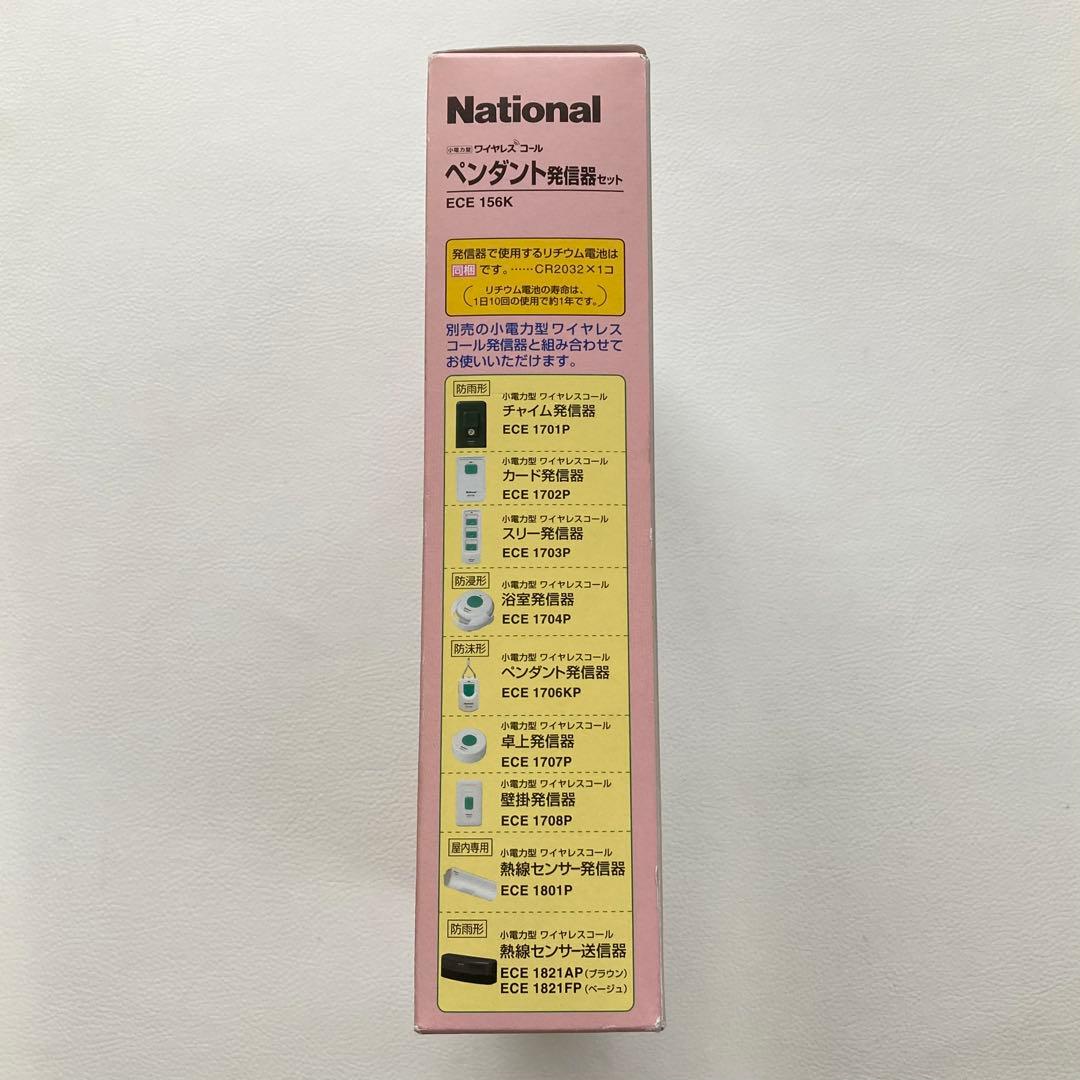 National
小電力型 ワイヤレスコール
ペンダント発信器セット
ECE 156K
発信器で使用するリチウム電池は
同梱です。……CR2032×1コ
(リチウム電池の寿命は、
1日10回の使用で約1年です。)
別売の小電力型ワイヤレス
コール発信器と組み合わせて
お使いいただけます。
防雨形
小電力型 ワイヤレスコール
チャイム発信器
ECE 1701P
小電力型 ワイヤレスコール
カード発信器
ECE 1702P
小電力型 ワイヤレスコール
スリー発信器
ECE 1703P
防浸形
小電力型 ワイヤレスコール
浴室発信器
ECE 1704P
防沫形
小電力型 ワイヤレスコール
ペンダント発信器
ECE 1706KP
小電力型 ワイヤレスコール
卓上発信器
ECE 1707P
小電力型 ワイヤレスコール
壁掛発信器
ECE 1708P
屋内専用
小電力型 ワイヤレスコール
熱線センサー発信器
ECE 1801P
防雨形
小電力型 ワイヤレスコール
熱線センサー送信器
ECE 1821AP(ブラウン)
ECE 1821FP(ベージュ)